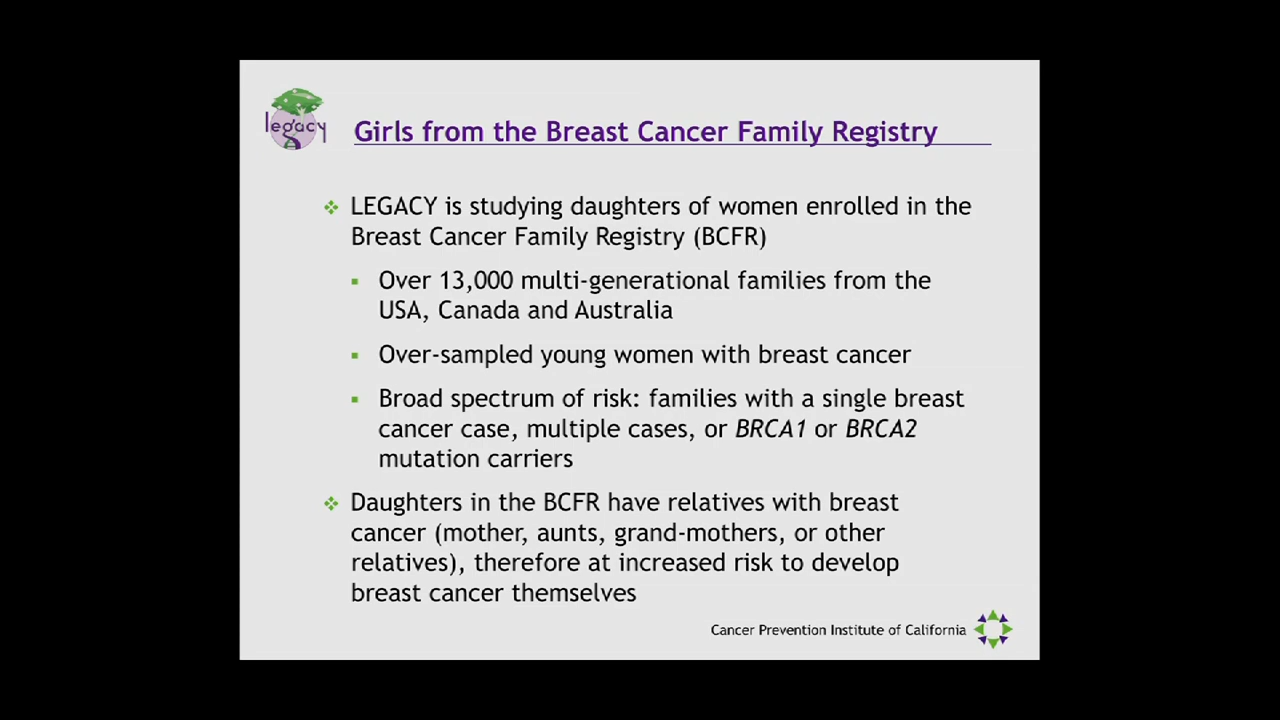 legacy
Girls from the Breast Cancer Family Registry
LEGACY is studying daughters of women enrolled in the
Breast Cancer Family Registry (BCFR)
Over 13,000 multi-generational families from the
USA, Canada and Australia
Over-sampled young women with breast cancer
Broad spectrum of risk: families with a single breast
cancer case, multiple cases, or BRCA1 or BRCA2
mutation carriers
Daughters in the BCFR have relatives with breast
cancer (mother, aunts, grand-mothers, or other
relatives), therefore at increased risk to develop
breast cancer themselves
Cancer Prevention Institute of California